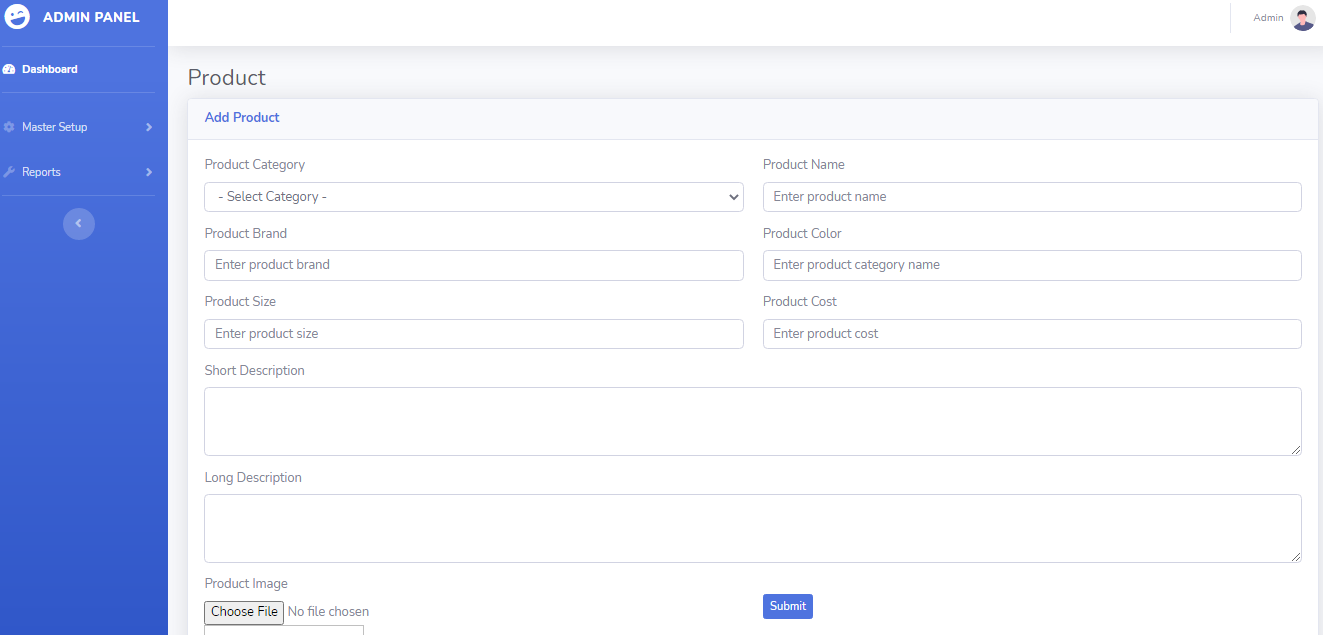 ADMIN PANEL
Admin
Dashboard
Master Setup
Reports
Product
Add Product
Product Category
Product Name
- Select Category -
Enter product name
Product Brand
Product Color
Enter product brand
Enter product category name
Product Size
Product Cost
Enter product size
Enter product cost
Short Description
Long Description
Product Image
Choose File No file chosen
Submit